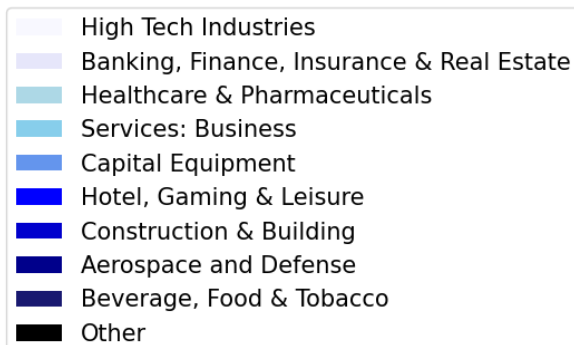 High Tech Industries
Banking, Finance, Insurance & Real Estate
Healthcare & Pharmaceuticals
Services: Business
Capital Equipment
Hotel, Gaming & Leisure
Construction & Building
Aerospace and Defense
Beverage, Food & Tobacco
Other